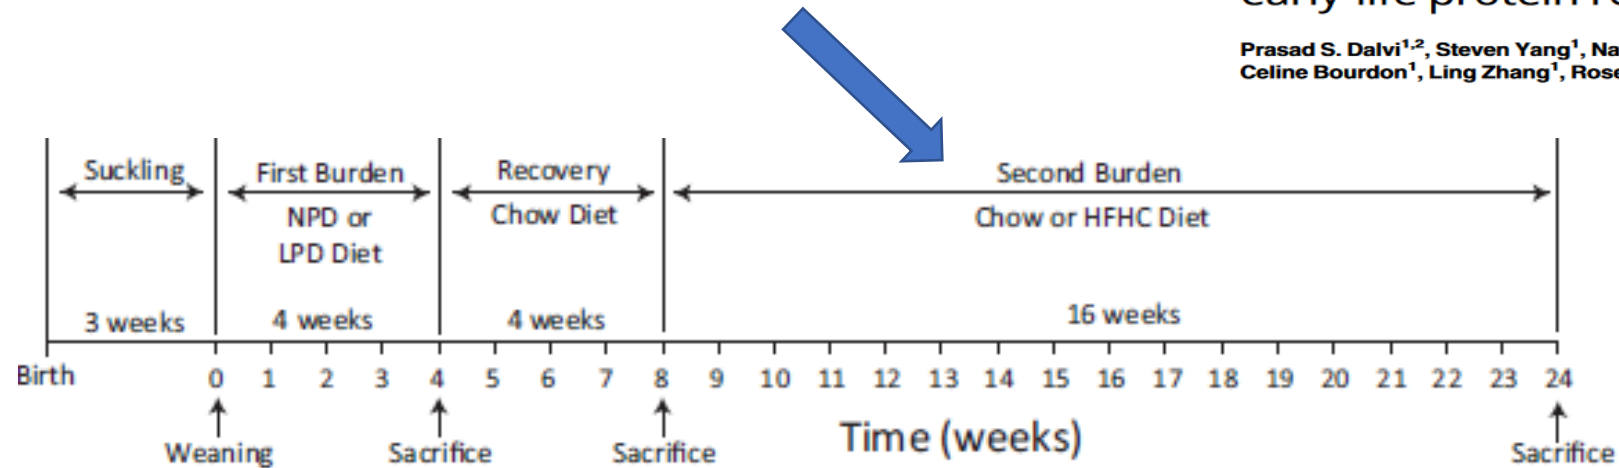 early-life protein
Prasad S. Dalvi1,2, Steven Yang1, Na
Celine Bourdon1, Ling Zhang1, Rose
Suckling
First Burden
Recovery
Second Burden
NPD or
LPD Diet
Chow Diet
Chow or HFHC Diet
3 weeks
4 weeks
4 weeks
16 weeks
Birth
0 1 2 3 4 5 6 7 8 9 10 11 12 13 14 15 16 17 18 19 20 21 22 23 24
Weaning
Sacrifice
Sacrifice
Time (weeks)
Sacrifice